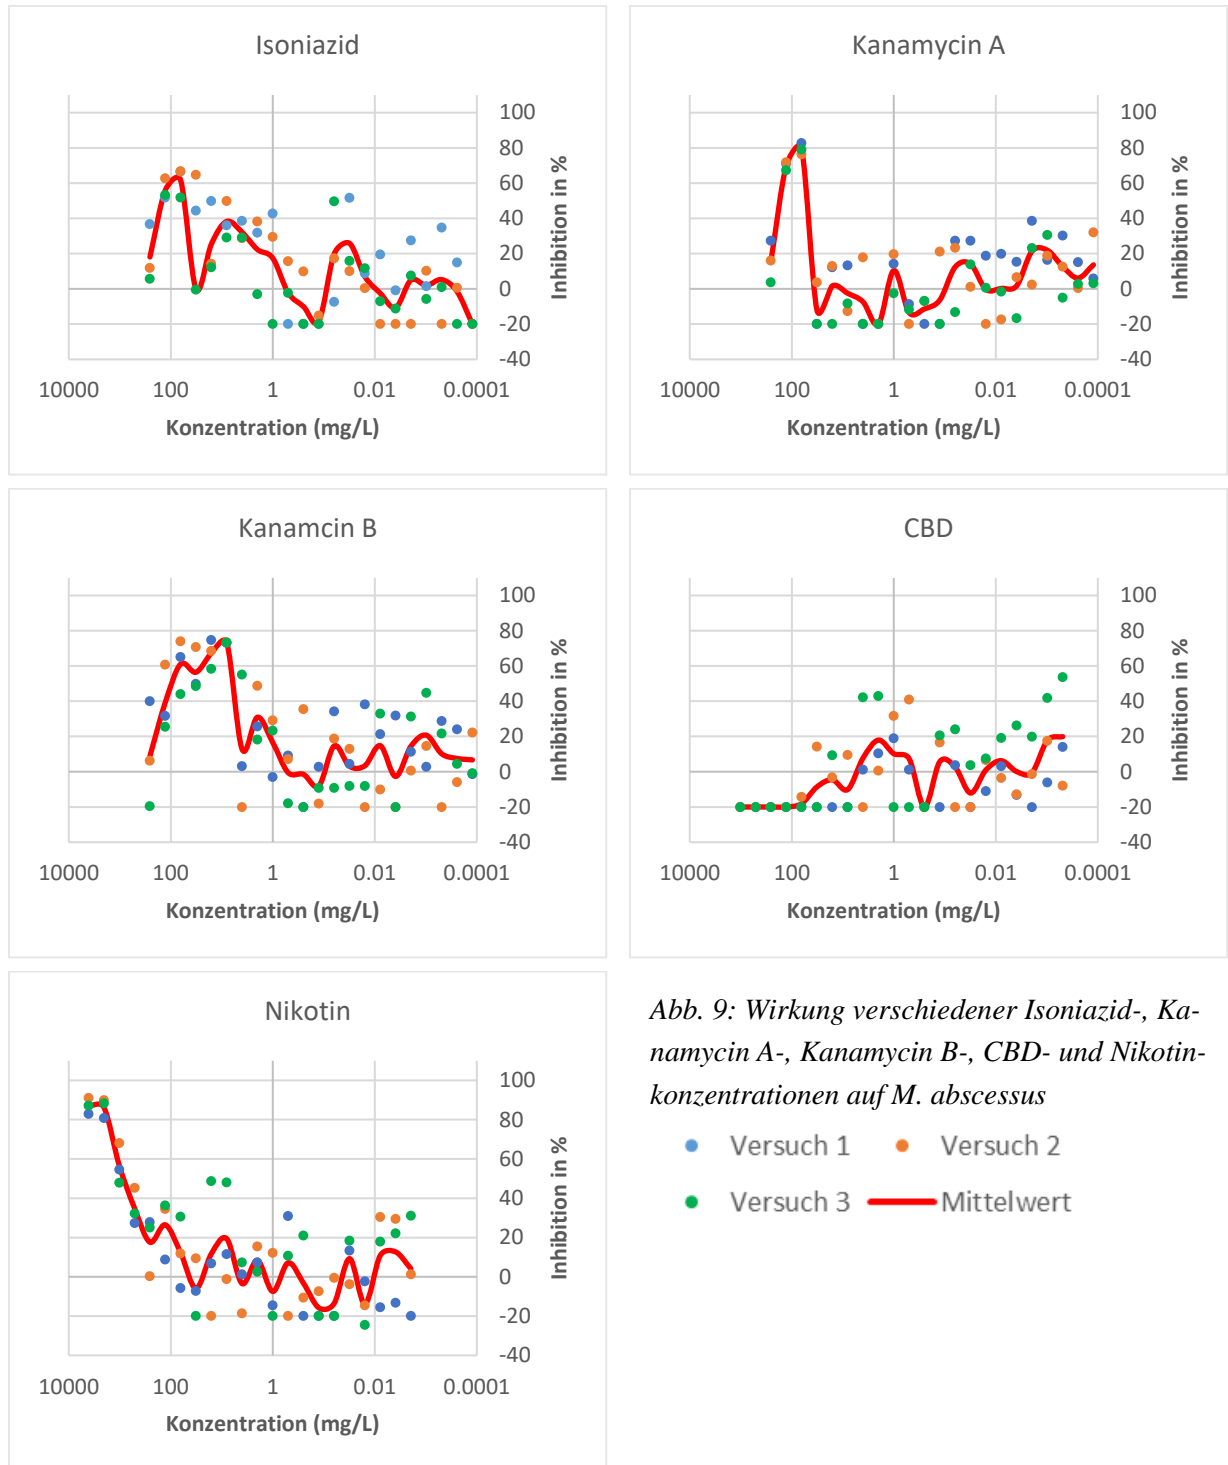 Isoniazid
100
80
60
40
20
0
-20
-40
10000 100 1 0.01 0.0001
Konzentration (mg/L)
Inhibition in %
Kanamycin A
100
80
60
40
20
0
-20
-40
10000 100 1 0.01 0.0001
Konzentration (mg/L)
Inhibition in %
Kanamcin B
100
80
60
40
20
0
-20
-40
10000 100 1 0.01 0.0001
Konzentration (mg/L)
Inhibition in %
CBD
100
80
60
40
20
0
-20
-40
10000 100 1 0.01 0.0001
Konzentration (mg/L)
Inhibition in %
Nikotin
100
80
60
40
20
0
-20
-40
10000 100 1 0.01 0.0001
Konzentration (mg/L)
Inhibition in %
Abb. 9: Wirkung verschiedener Isoniazid-, Ka-
namycin A-, Kanamycin B-, CBD- und Nikotin-
konzentrationen auf M. abscessus
Versuch 1 Versuch 2
Versuch 3 Mittelwert